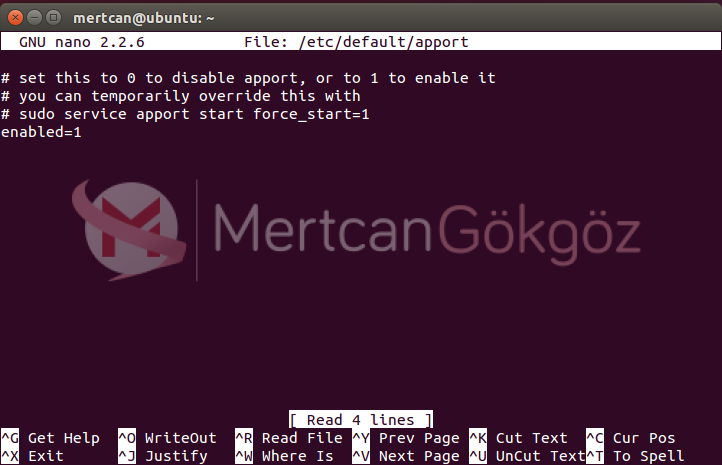 mertcan@ubuntu: ~
GNU nano 2.2.6 File: /etc/default/apport
# set this to 0 to disable apport, or to 1 to enable it
# you can temporarily override this with
# sudo service apport start force_start=1
enabled=1
M MertcanGökgöz
[ Read 4 lines ]
^G Get Help ^O WriteOut ^R Read File ^Y Prev Page ^K Cut Text ^C Cur Pos
^X Exit ^J Justify ^W Where Is ^V Next Page ^U UnCut Text ^T To Spell